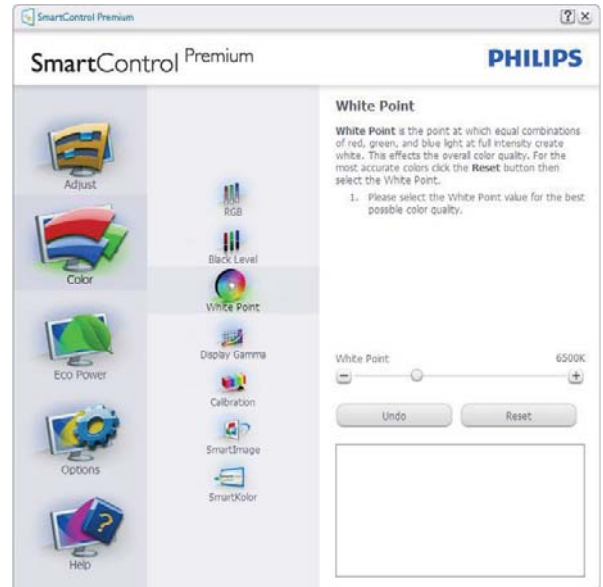 SmartControl Premium
SmartControl Premium
PHILIPS
Adjust
Color
Eco Power
Options
Help
RGB
Black Level
White Point
Display Gamma
Calibration
SmartImage
SmartKolor
White Point
White Point is the point at which equal combinations
of red, green, and blue light at full intensity create
white. This effects the overall color quality. For the
most accurate colors click the Reset button then
select the White Point.
1. Please select the White Point value for the best
possible color quality.
White Point 6500K
Undo Reset